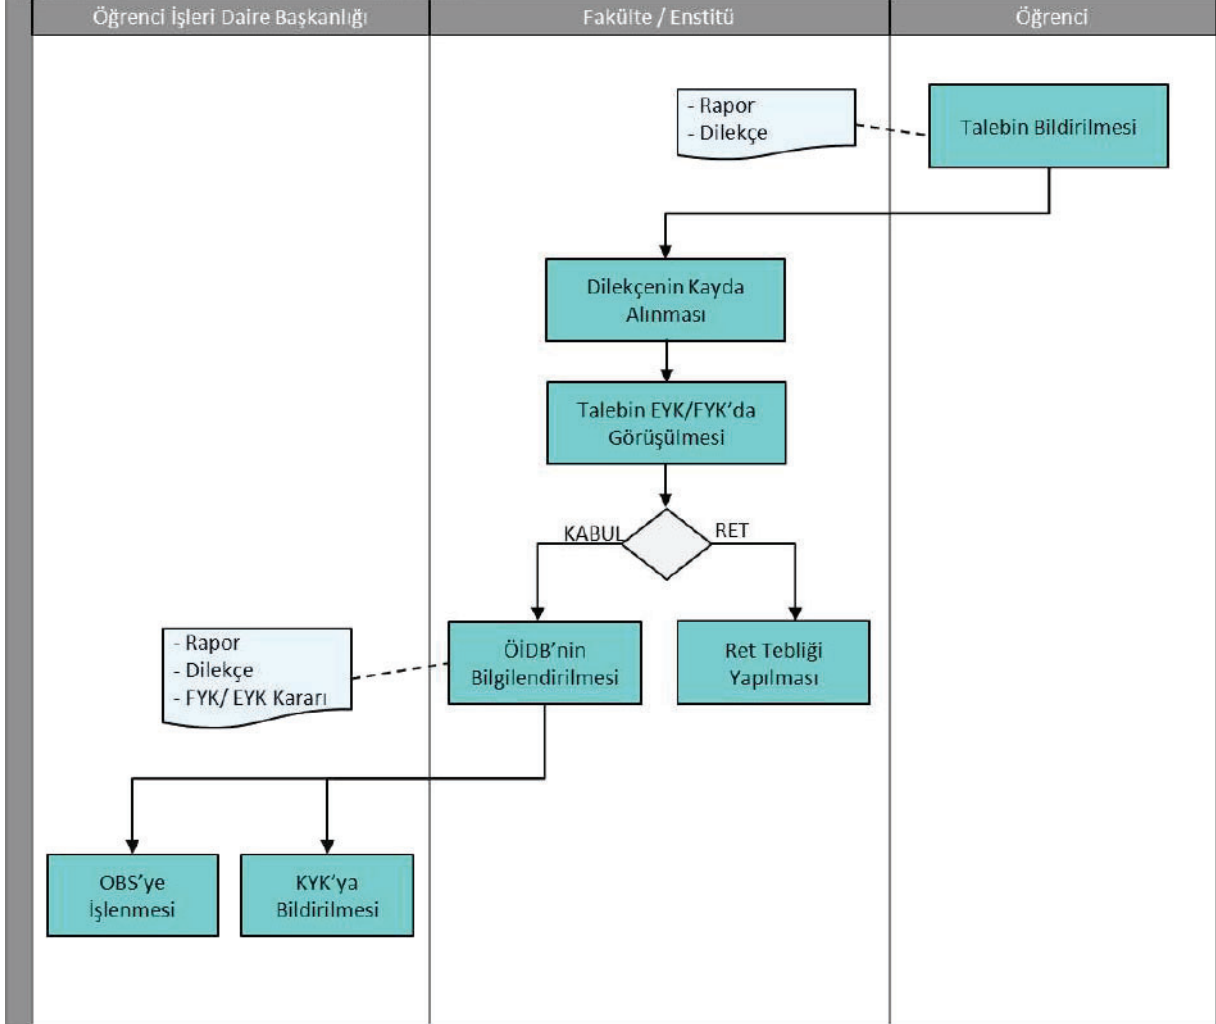 Öğrenci İşleri Daire Başkanlığı
Fakülte / Enstitü
Öğrenci
- Rapor
- Dilekçe
Talebin Bildirilmesi
Dilekçenin Kayda
Alınması
Talebin EYK/FYK'da
Görüşülmesi
KABUL
RET
- Rapor
- Dilekçe
- FYK/ EYK Kararı
ÖİDB'nin
Bilgilendirilmesi
Ret Tebliği
Yapılması
OBS'ye
İşlenmesi
KYK'ya
Bildirilmesi